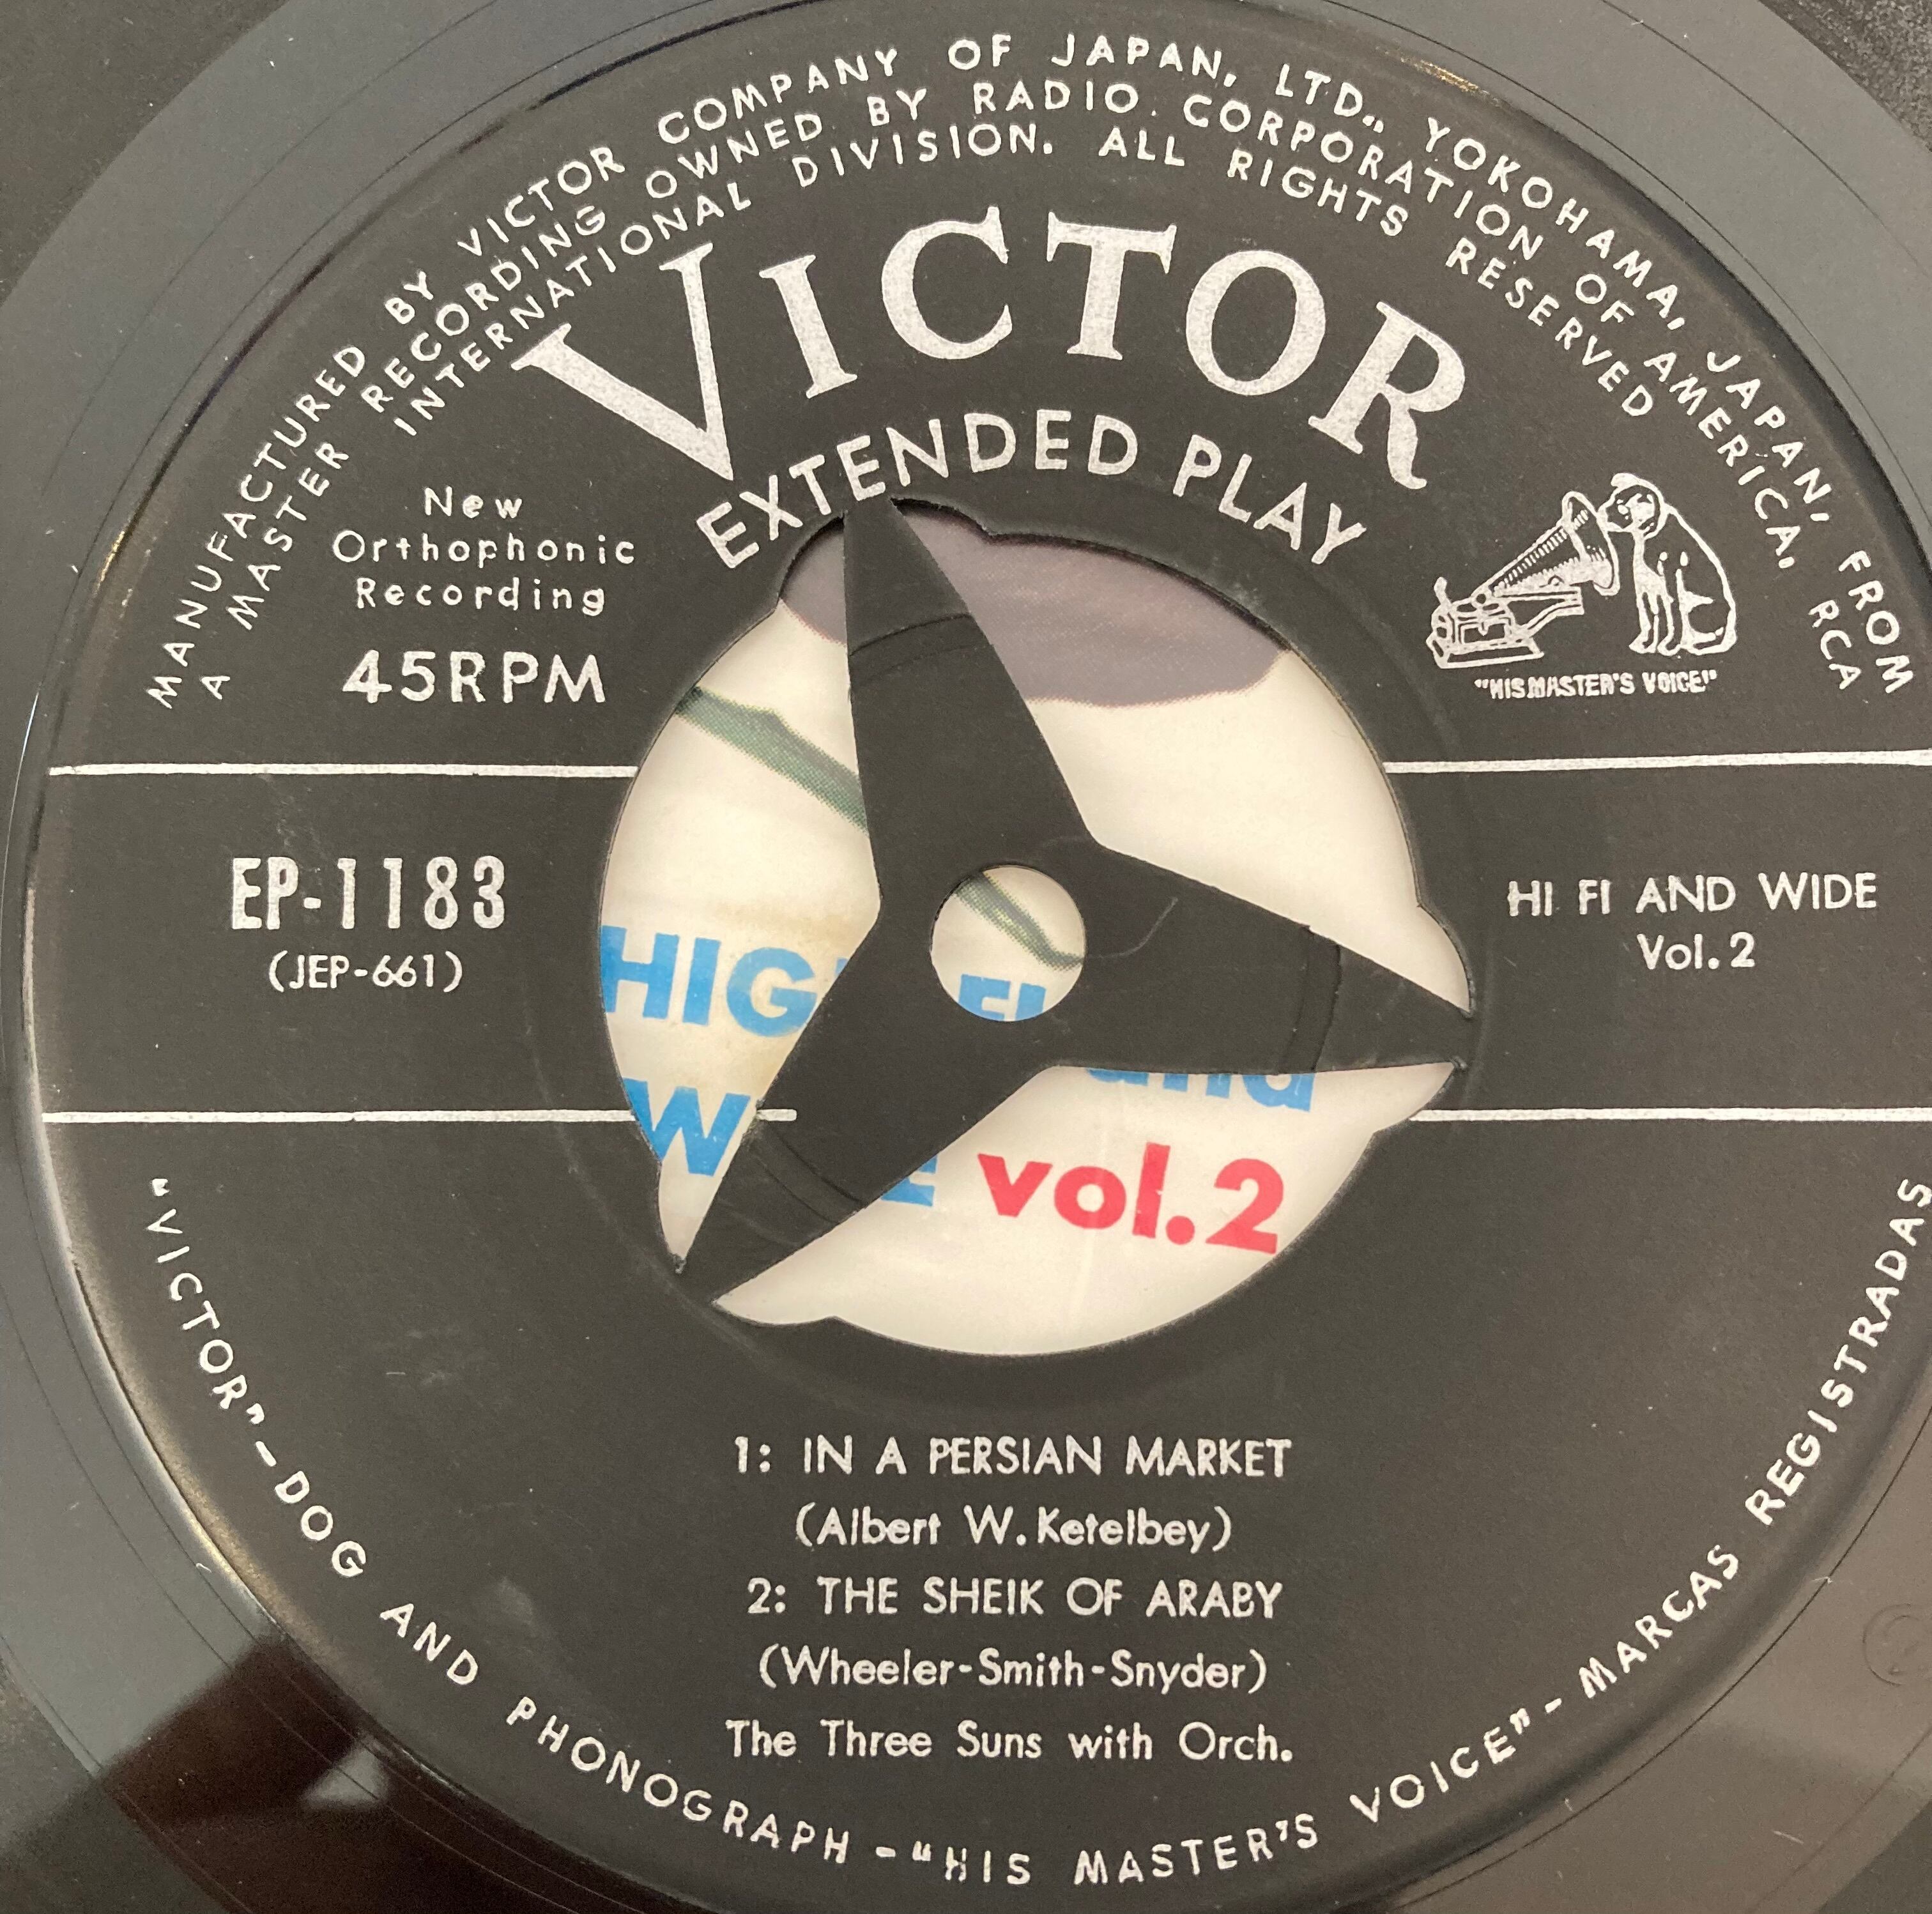 MANUFACTURED BY VICTOR COMPANY OF JAPAN, LTD., YOKOHAMA, JAPAN, FROM
A MASTER RECORDING OWNED BY RADIO CORPORATION OF AMERICA, RCA
INTERNATIONAL DIVISION. ALL RIGHTS RESERVED
VICTOR
EXTENDED PLAY
New
Orthophonic
Recording
45RPM
"HIS MASTER'S VOICE"
EP-1183
(JEP-661)
HI FI AND WIDE
Vol. 2
FI and
vol.2
1: IN A PERSIAN MARKET
(Albert W. Ketelbey)
2: THE SHEIK OF ARABY
(Wheeler-Smith-Snyder)
The Three Suns with Orch.
"VICTOR"-DOG AND PHONOGRAPH-"HIS MASTER'S VOICE"-MARCAS REGISTRADAS